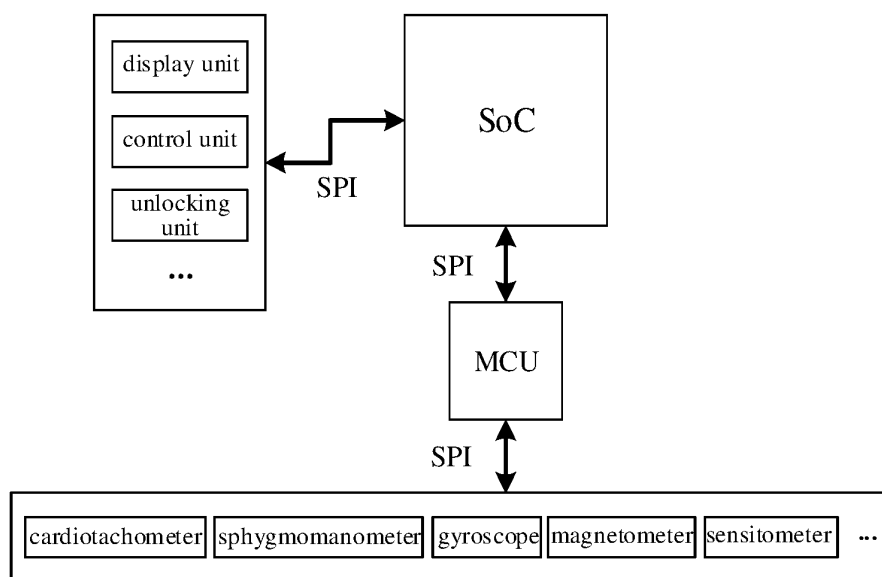 display unit
control unit
unlocking
unit
...
SPI
SoC
SPI
MCU
SPI
cardiotachometer sphygmomanometer gyroscope magnetometer sensitometer ...